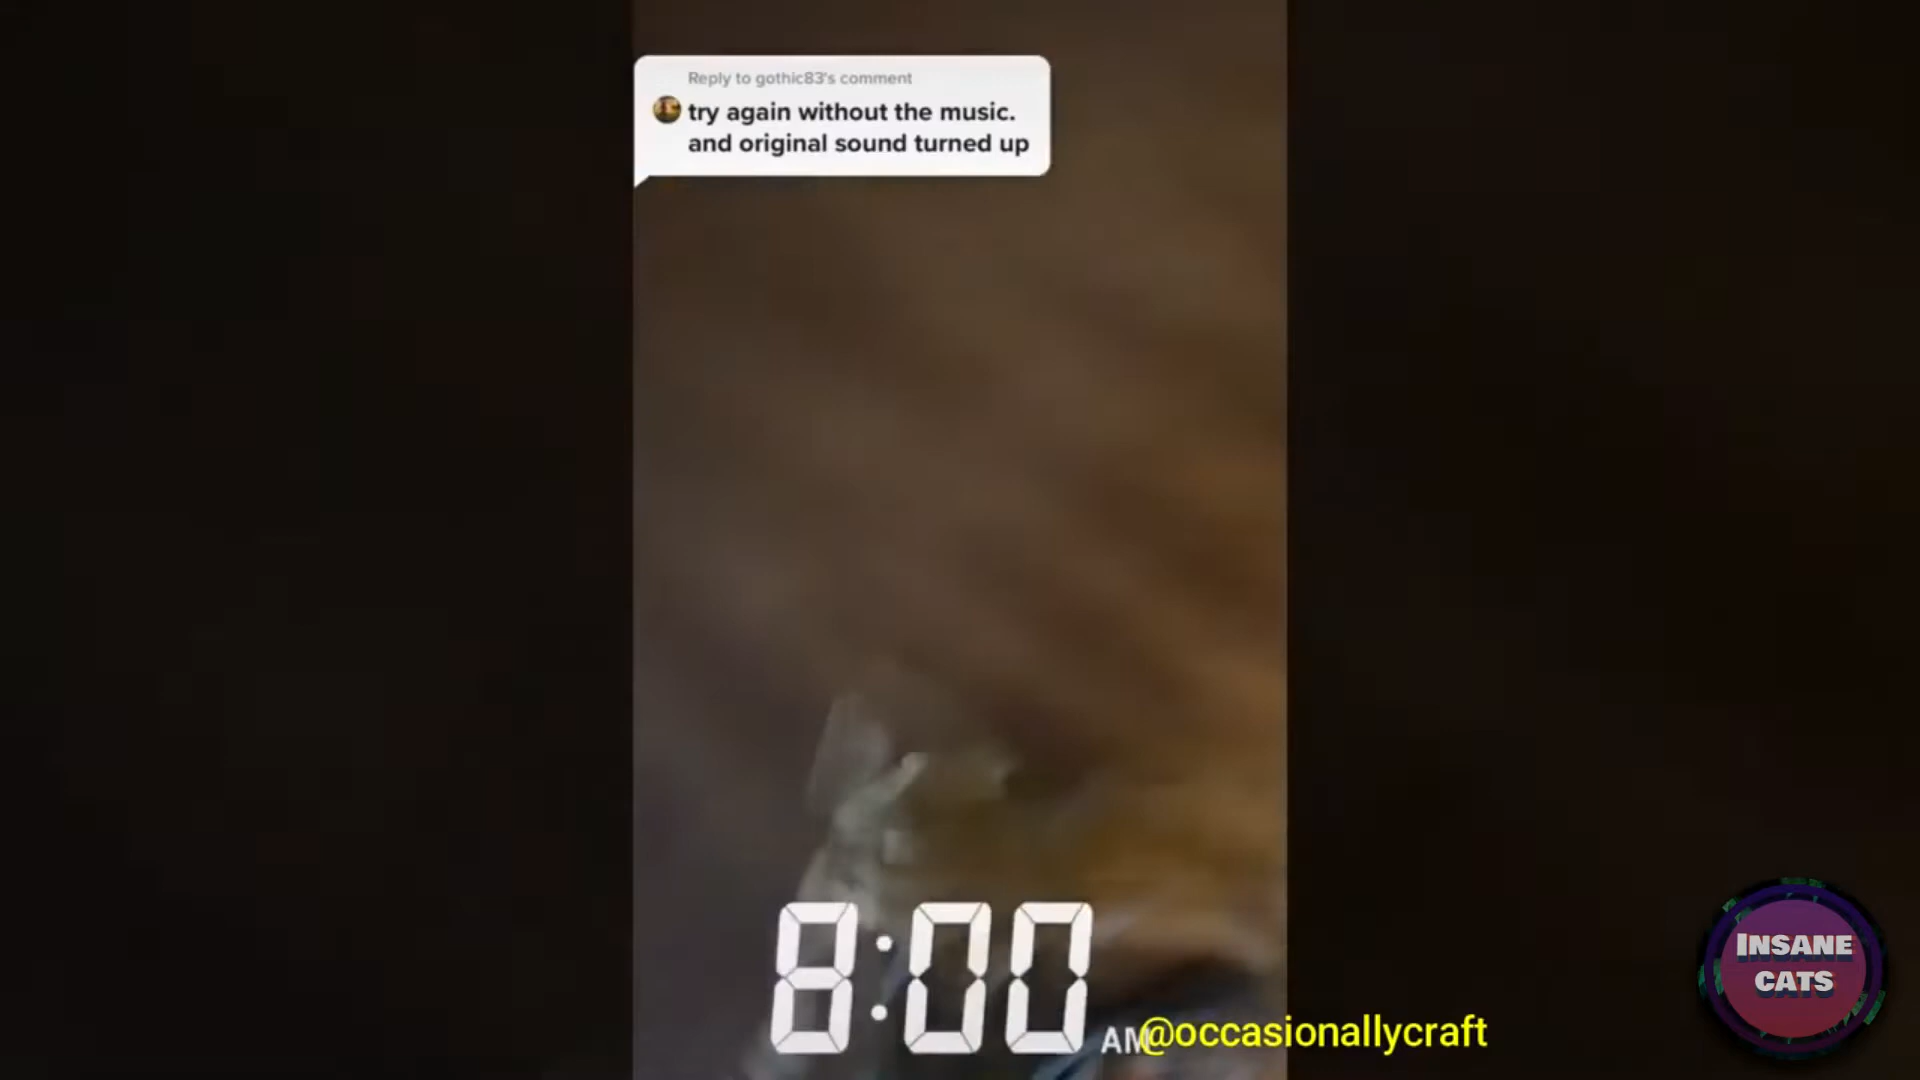 Reply to gothic83's comment
try again without the music.
and original sound turned up
8:00 AM
@occasionallycraft
INSANE
CATS